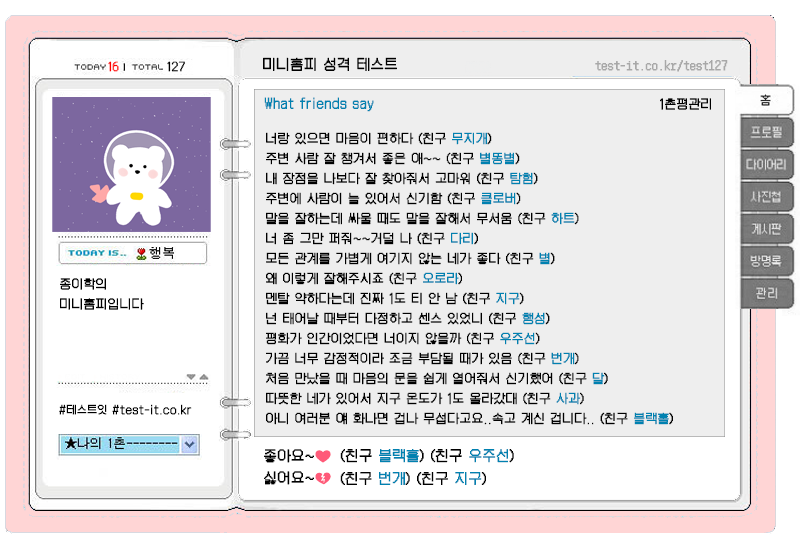 TODAY 16 | TOTAL 127
미니홈피 성격 테스트
test-it.co.kr/test127
TODAY IS.. 행복
종이학의
미니홈피입니다
#테스트잇 #test-it.co.kr
★나의 1촌--------
What friends say
1촌평관리
너랑 있으면 마음이 편하다 (친구 무지개)
주변 사람 잘 챙겨서 좋은 애~~ (친구 별똥별)
내 장점을 나보다 잘 찾아줘서 고마워 (친구 탐험)
주변에 사람이 늘 있어서 신기함 (친구 클로버)
말을 잘하는데 싸울 때도 말을 잘해서 무서움 (친구 하트)
너 좀 그만 퍼줘~~거덜 나 (친구 다리)
모든 관계를 가볍게 여기지 않는 네가 좋다 (친구 별)
왜 이렇게 잘해주시죠 (친구 오로라)
멘탈 약하다는데 진짜 1도 티 안 남 (친구 지구)
넌 태어날 때부터 다정하고 센스 있었니 (친구 행성)
평화가 인간이었다면 너이지 않을까 (친구 우주선)
가끔 너무 감정적이라 조금 부담될 때가 있음 (친구 번개)
처음 만났을 때 마음의 문을 쉽게 열어줘서 신기했어 (친구 달)
따뜻한 네가 있어서 지구 온도가 1도 올라갔대 (친구 사과)
아니 여러분 얘 화나면 겁나 무섭다고요..속고 계신 겁니다.. (친구 블랙홀)
좋아요~ (친구 블랙홀) (친구 우주선)
싫어요~ (친구 번개) (친구 지구)
홈
프로필
다이어리
사진첩
게시판
방명록
관리